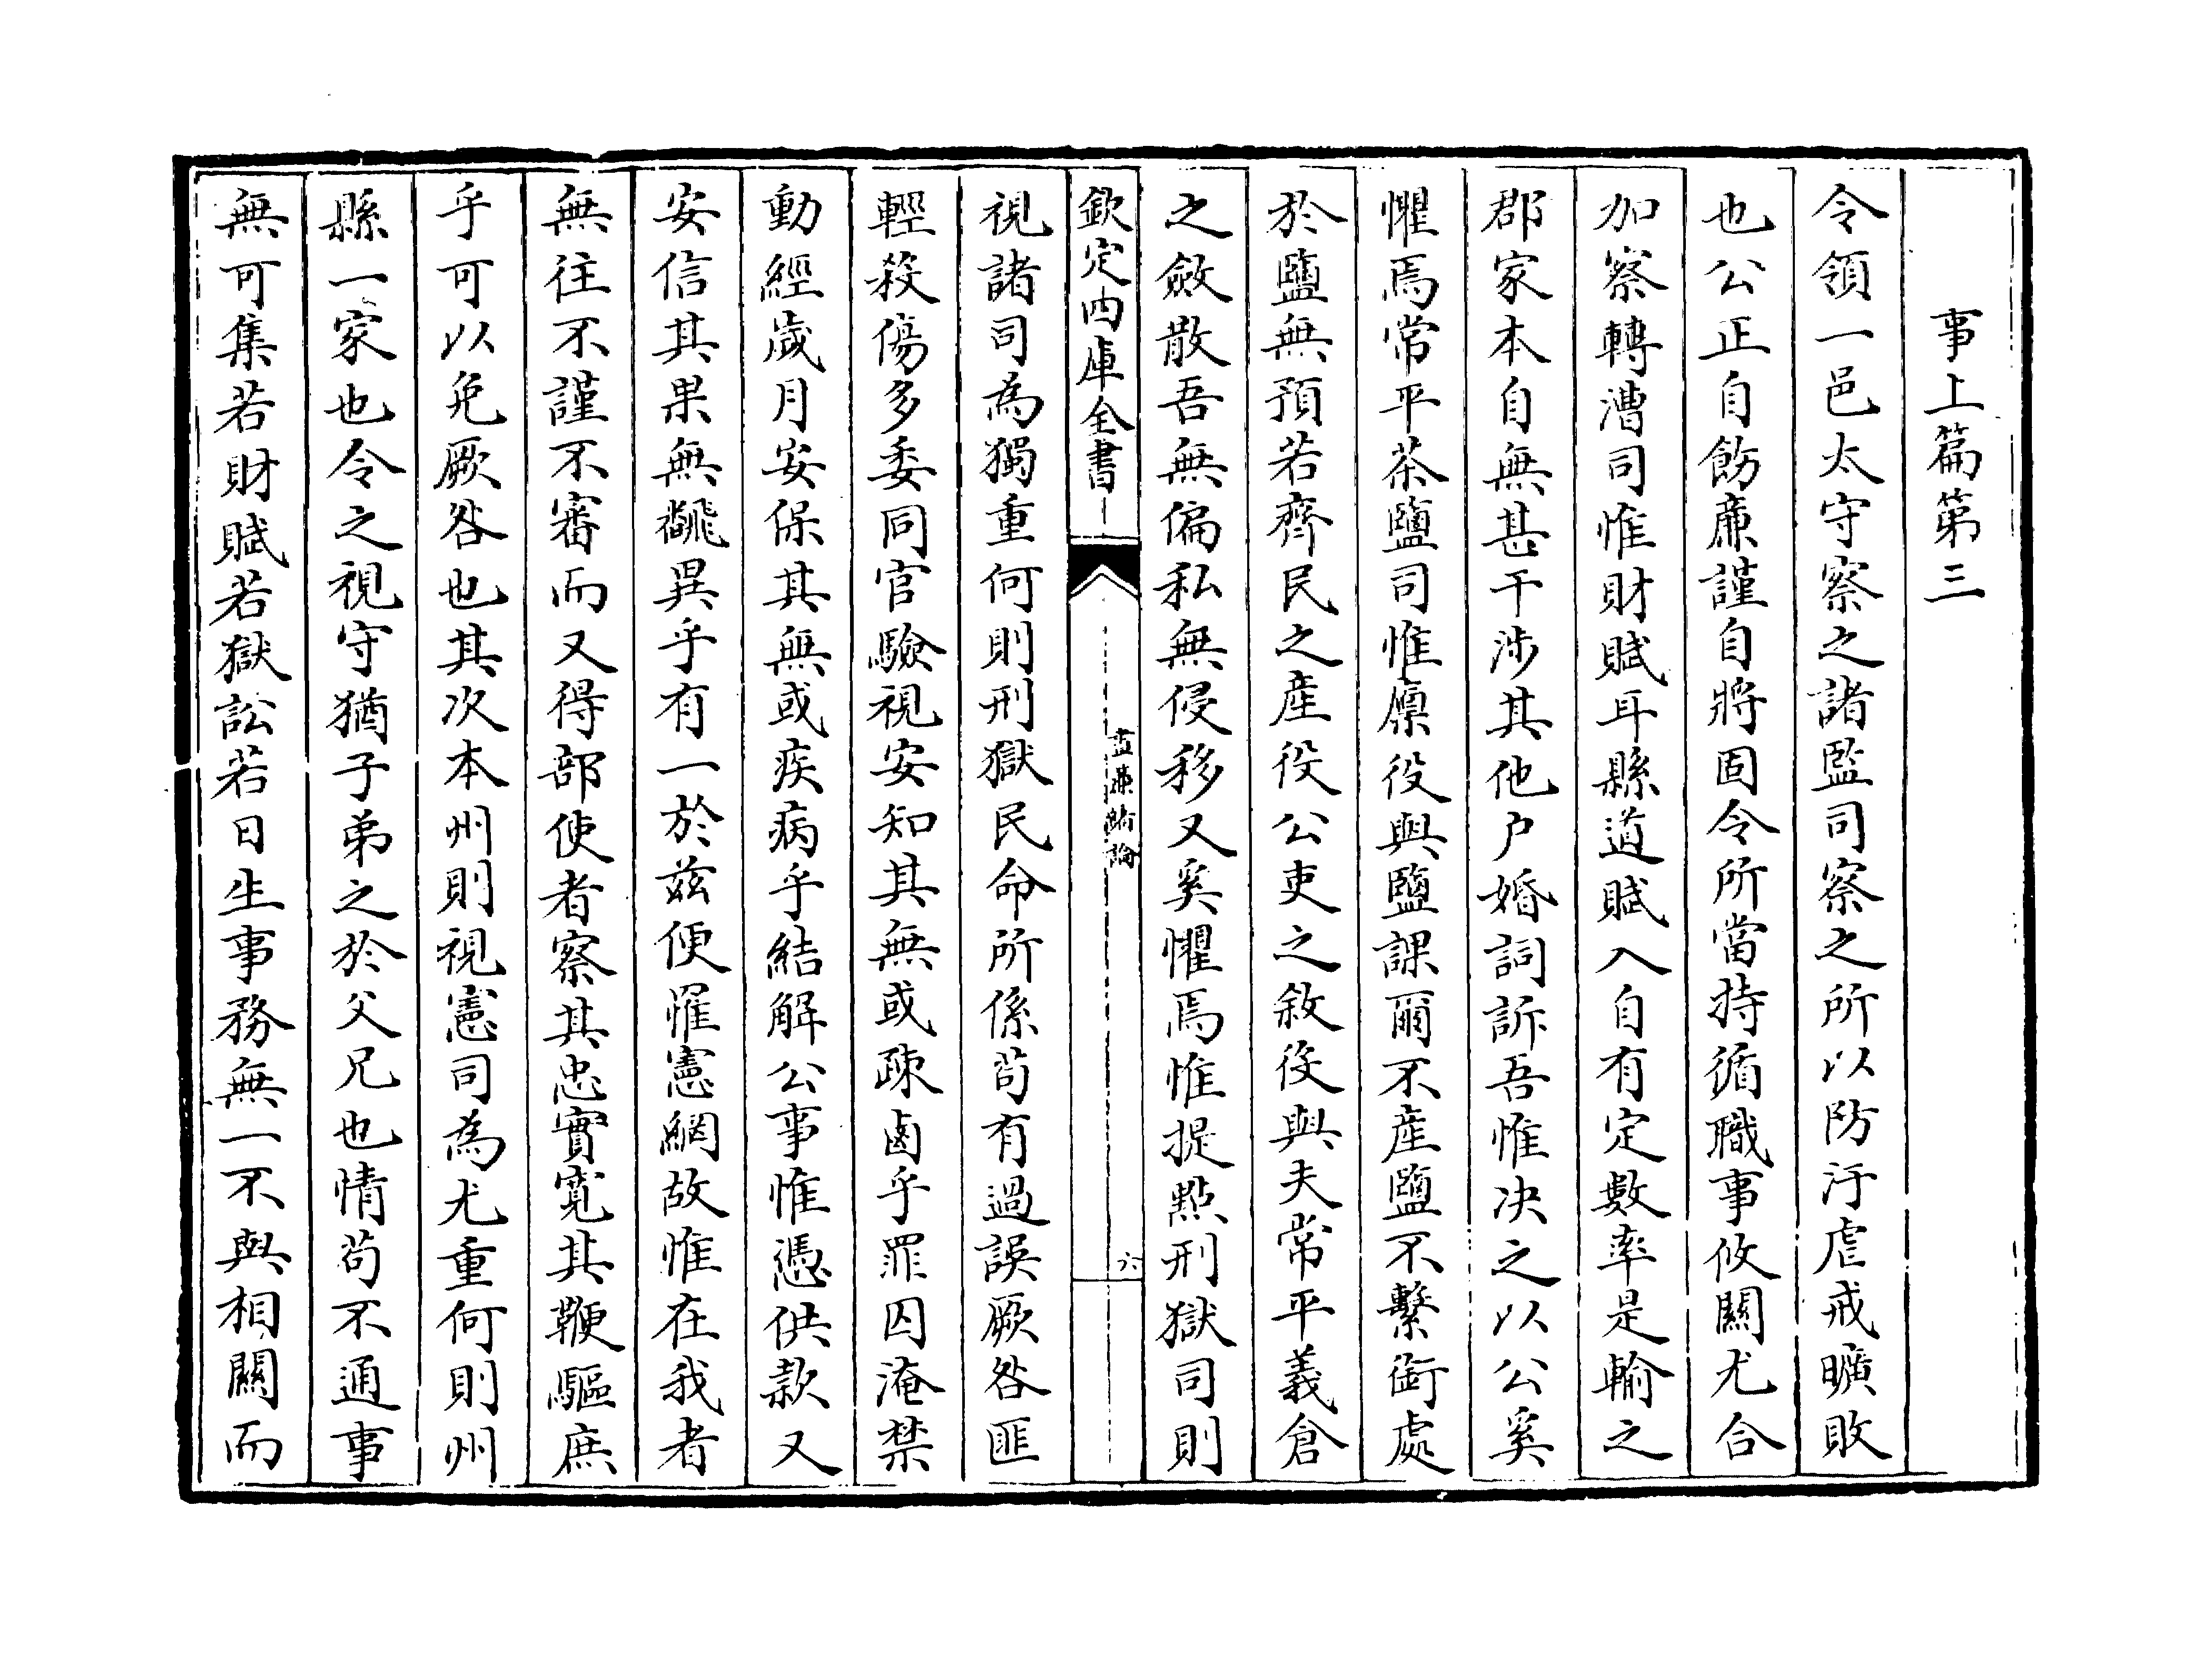 事上篇第三
令領一邑太守察之諸監司察之所以防汙虐戒曠敗
也公正自飭廉謹自將固令所當持循職事攸關尤合
加察轉漕司惟財賦耳縣道賦入自有定數率是輸之
郡家本自無甚干涉其他户婚詞訴吾惟决之以公奚
懼焉常平茶鹽司惟廪役與鹽課爾不產鹽不繫銜處
於鹽無預若齊民之產役公吏之敘役與夫常平義倉
之斂散吾無偏私無侵移又奚懼焉惟提㸃刑獄司則
欽定四庫全書
晝簾緒論
六
視諸司為獨重何則刑獄民命所係苟有過誤厥咎匪
輕殺傷多委同官驗視安知其無或疎鹵乎罪囚淹禁
動經歲月安保其無或疾病乎結解公事惟憑供款又
安信其果無飜異乎有一於兹便罹憲網故惟在我者
無往不謹不審而又得部使者察其忠實寛其鞭驅庶
乎可以免厥咎也其次本州則視憲司為尤重何則州
縣一家也令之視守猶子弟之於父兄也情苟不通事
無可集若財賦若獄訟若日生事務無一不與相關而